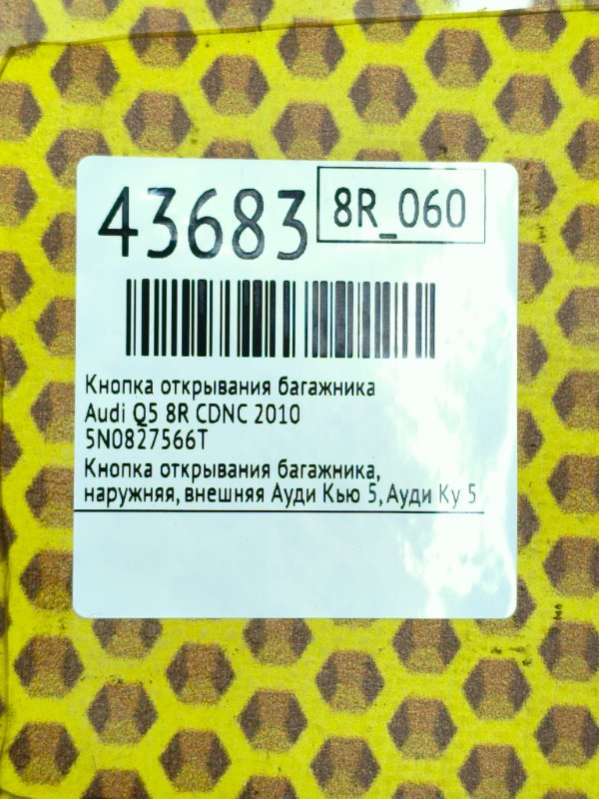 43683
8R_060
Кнопка открывания багажника
Audi Q5 8R CDNC 2010
5N0827566T
Кнопка открывания багажника,
наружняя, внешняя Ауди Кью 5, Ауди Ку 5